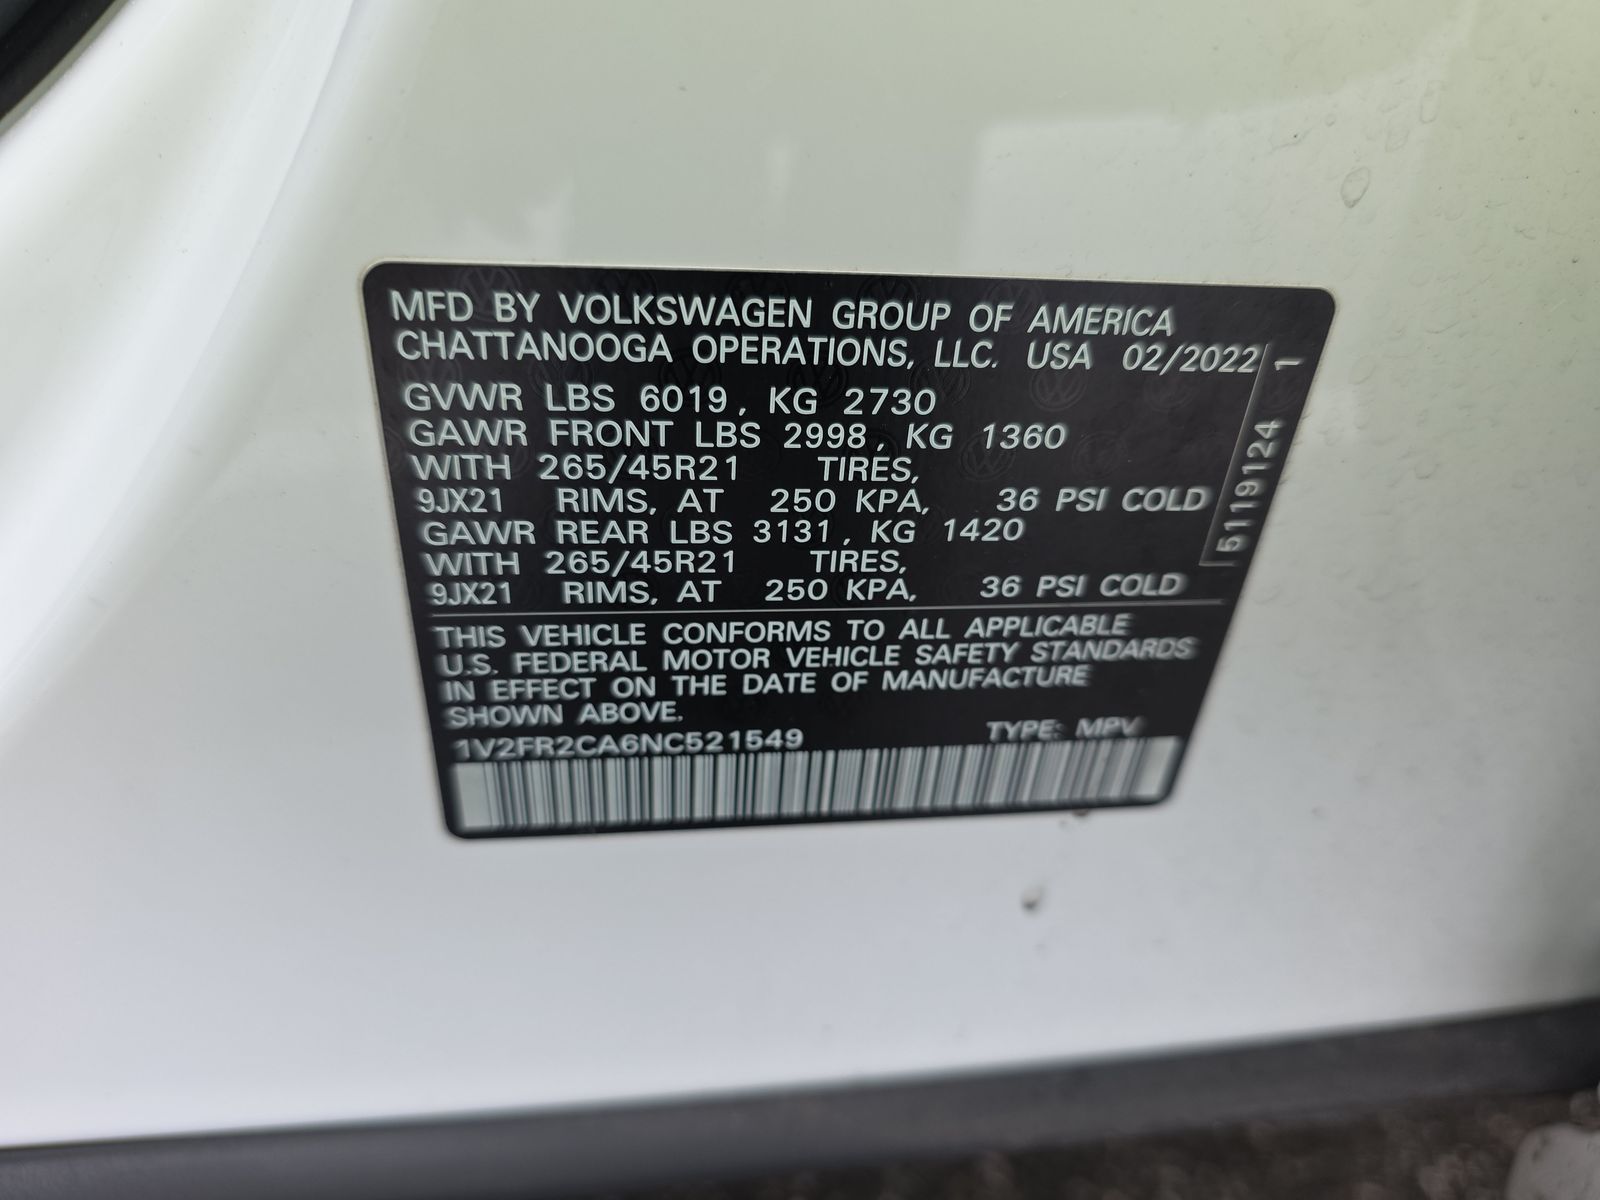 MFD BY VOLKSWAGEN GROUP OF AMERICA
CHATTANOOGA OPERATIONS, LLC. USA 02/2022
GVWR LBS 6019, KG 2730
GAWR FRONT LBS 2998, KG 1360
WITH 265/45R21 TIRES,
9JX21 RIMS, AT 250 KPA, 36 PSI COLD
GAWR REAR LBS 3131, KG 1420
WITH 265/45R21 TIRES,
9JX21 RIMS, AT 250 KPA, 36 PSI COLD
THIS VEHICLE CONFORMS TO ALL APPLICABLE
U.S. FEDERAL MOTOR VEHICLE SAFETY STANDARDS
IN EFFECT ON THE DATE OF MANUFACTURE
SHOWN ABOVE.
1V2FR2CA6NC521549 TYPE: MPV
5119124 1